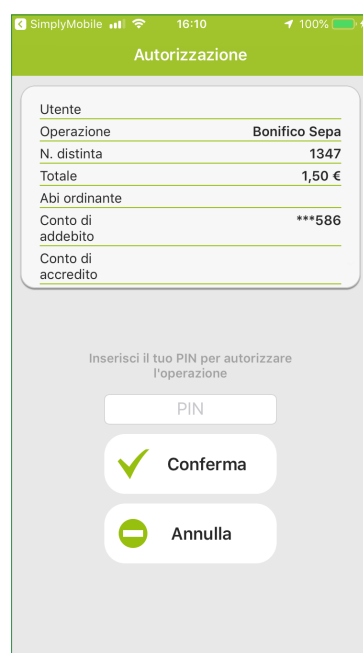 SimplyMobile 16:10 100%
Autorizzazione
Utente
Operazione Bonifico Sepa
N. distinta 1347
Totale 1,50 €
Abi ordinante
Conto di ***586
addebito
Conto di
accredito
Inserisci il tuo PIN per autorizzare
l'operazione
PIN
Conferma
Annulla